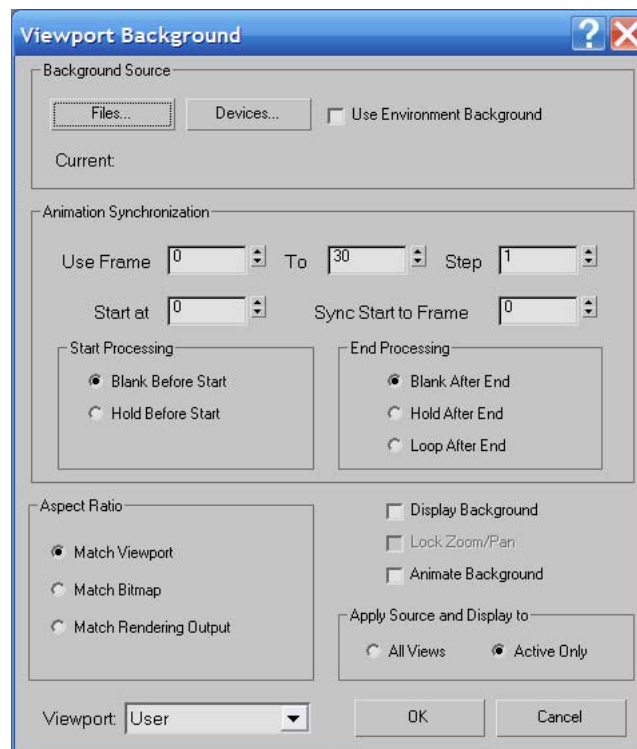 Viewport Background
Background Source
Files... Devices... Use Environment Background
Current:
Animation Synchronization
Use Frame 0 To 30 Step 1
Start at 0 Sync Start to Frame 0
Start Processing
Blank Before Start
Hold Before Start
End Processing
Blank After End
Hold After End
Loop After End
Aspect Ratio
Match Viewport
Match Bitmap
Match Rendering Output
Display Background
Lock Zoom/Pan
Animate Background
Apply Source and Display to
All Views Active Only
Viewport: User OK Cancel